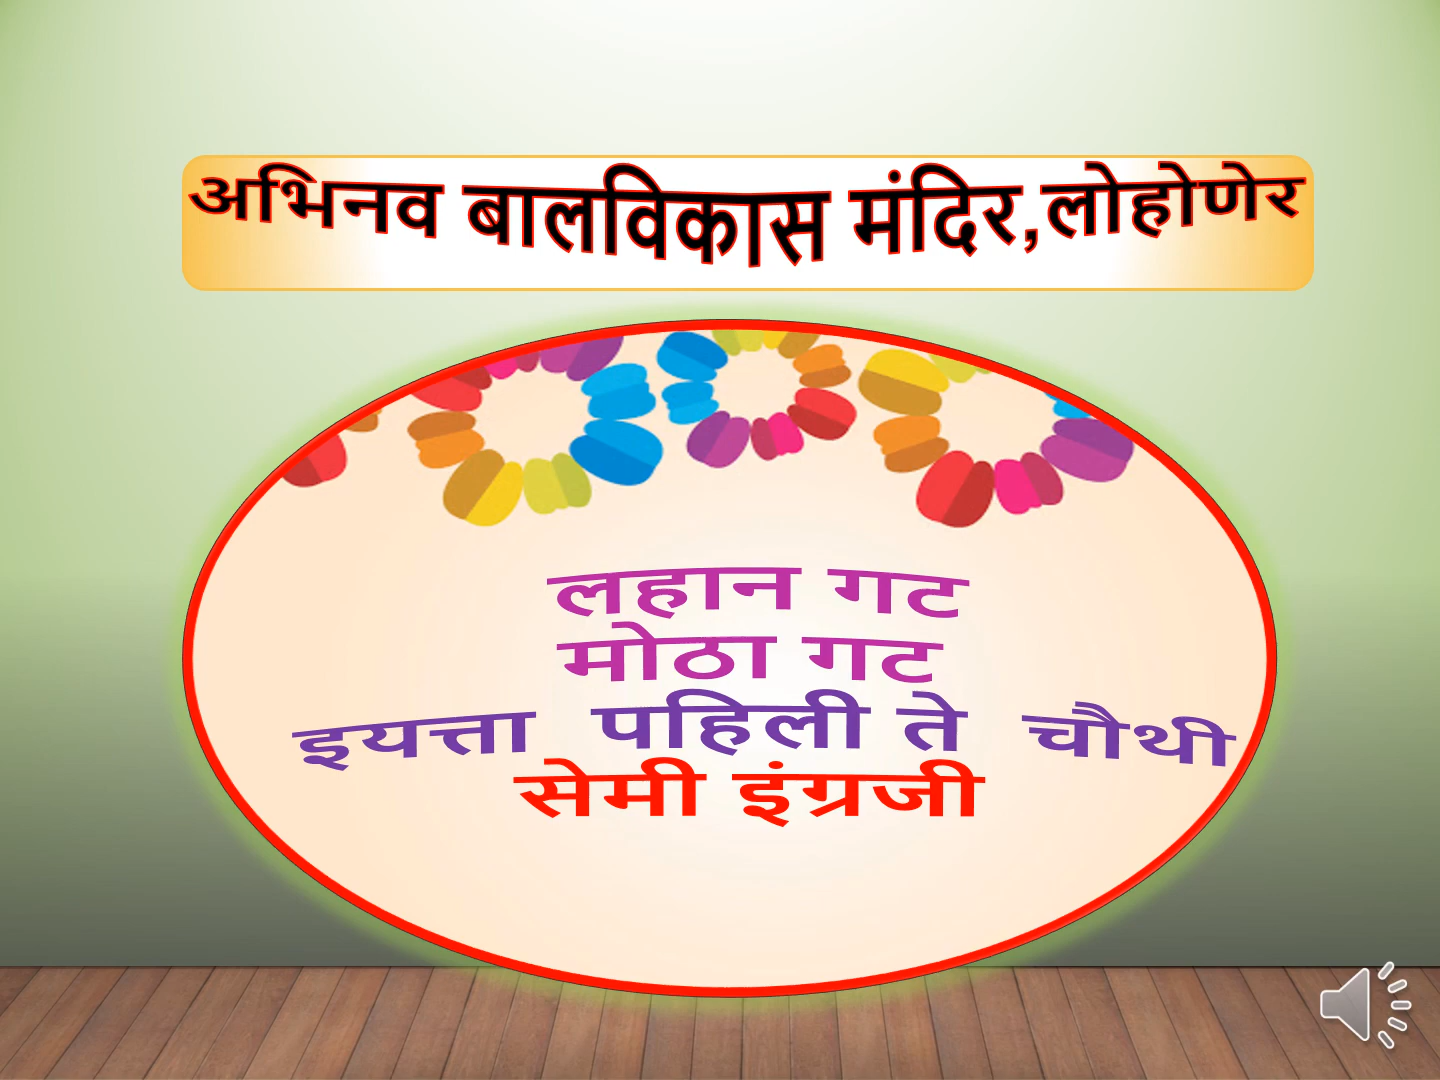 अभिनव बालविकास मंदिर,लोहोणेर
लहान गट
मोठा गट
इयत्ता पहिली ते चौथी
सेमी इंग्रजी